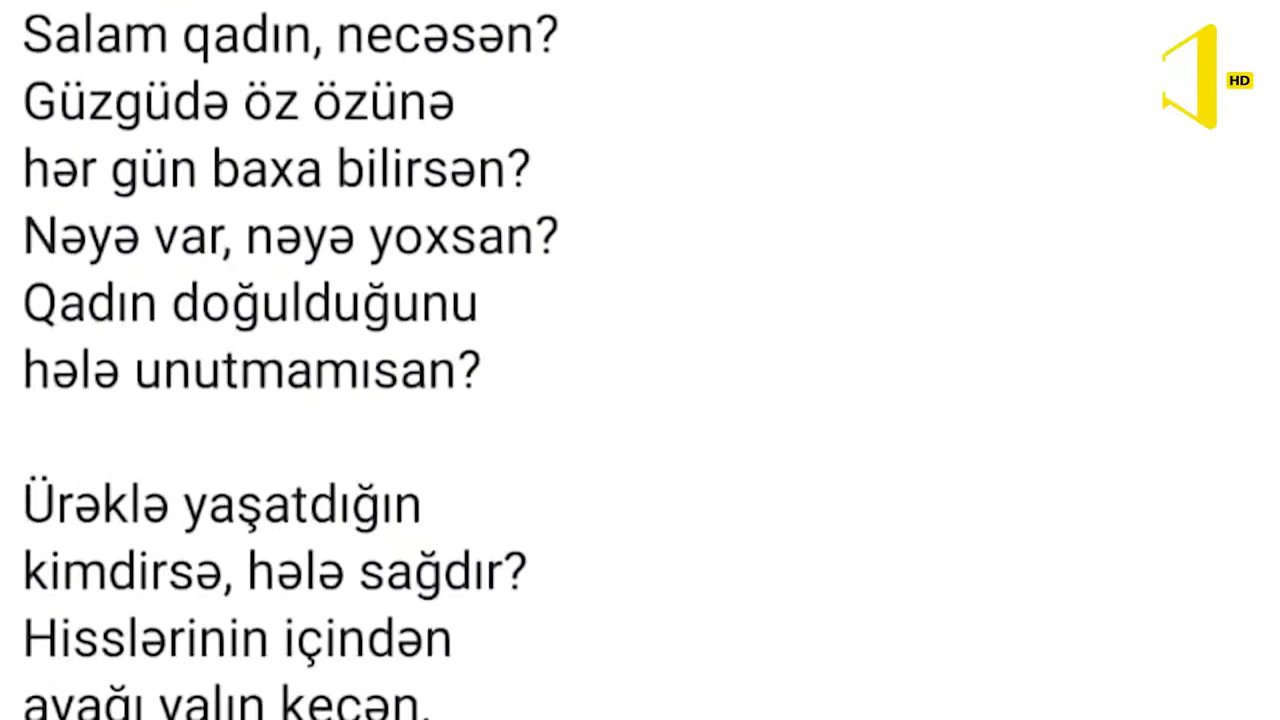 Salam qadın, necəsən?
Güzgüdə öz özünə
hər gün baxa bilirsən?
Nəyə var, nəyə yoxsan?
Qadın doğulduğunu
hələ unutmamısan?
Ürəklə yaşatdığın
kimdirsə, hələ sağdır?
Hisslərinin içindən
ayağı yalın keçən,
HD